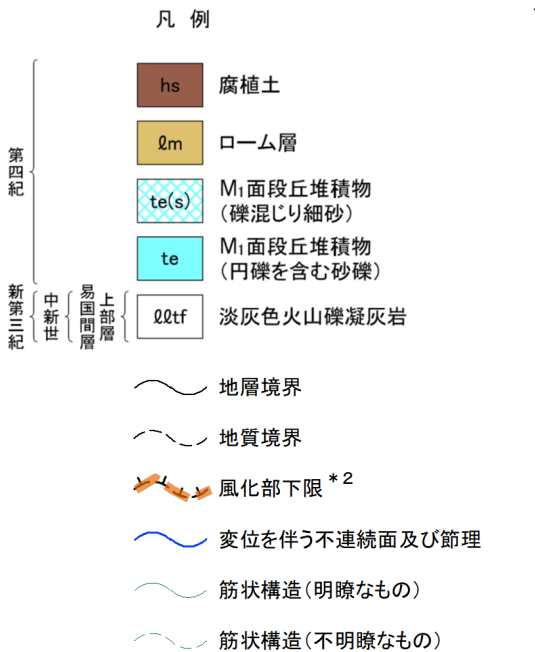 凡 例
第四紀
hs 腐植土
ℓm ローム層
te(s) M₁面段丘堆積物
(礫混じり細砂)
te M₁面段丘堆積物
(円礫を含む砂礫)
新第三紀 中新世 易国間層 上部層
ℓℓtf 淡灰色火山礫凝灰岩
地層境界
地質境界
風化部下限*2
変位を伴う不連続面及び節理
筋状構造(明瞭なもの)
筋状構造(不明瞭なもの)